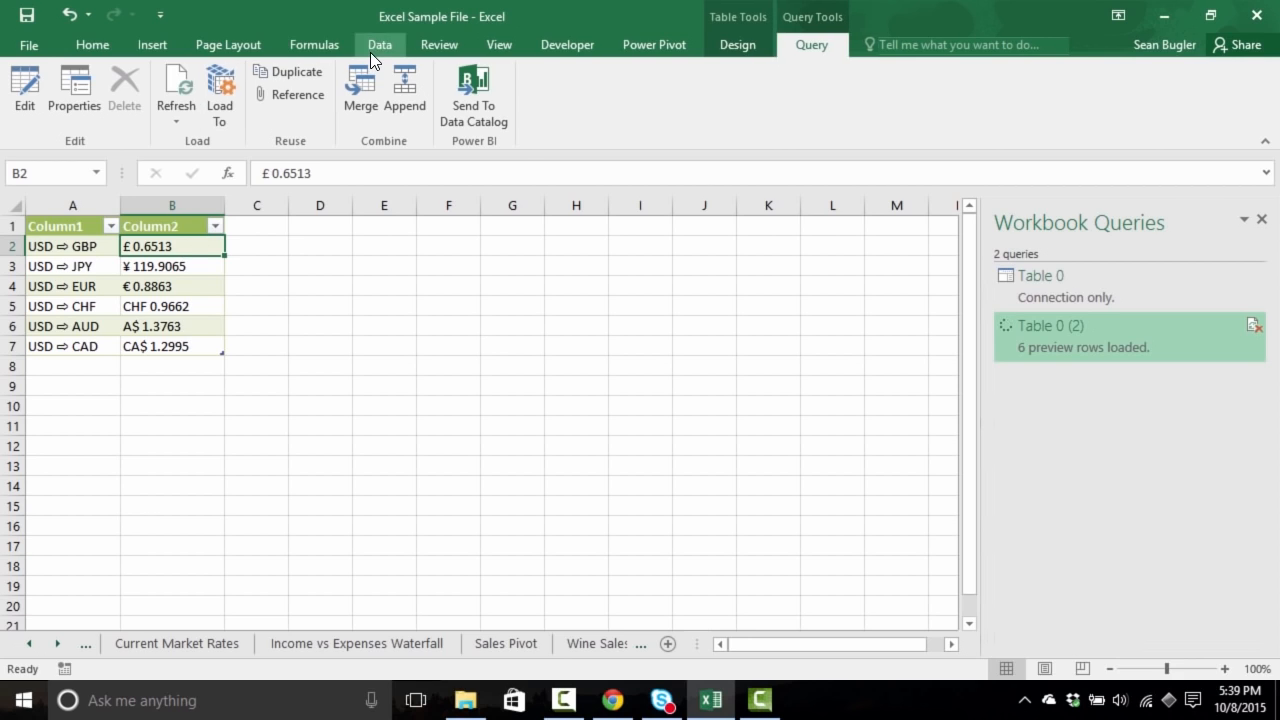 Excel Sample File - Excel
Table Tools
Query Tools
File
Home
Insert
Page Layout
Formulas
Data
Review
View
Developer
Power Pivot
Design
Query
Tell me what you want to do...
Sean Bugler
Share
Edit
Properties
Delete
Refresh
Load To
Duplicate
Reference
Merge
Append
Send To
Data Catalog
Edit
Load
Reuse
Combine
Power BI
B2
fx
£ 0.6513
A B C D E F G H I J K L M
1 Column1 Column2
2 USD ⇨ GBP £ 0.6513
3 USD ⇨ JPY ¥ 119.9065
4 USD ⇨ EUR € 0.8863
5 USD ⇨ CHF CHF 0.9662
6 USD ⇨ AUD A$ 1.3763
7 USD ⇨ CAD CA$ 1.2995
8
9
10
11
12
13
14
15
16
17
18
19
20
21
Workbook Queries
2 queries
Table 0
Connection only.
Table 0 (2)
6 preview rows loaded.
... Current Market Rates
Income vs Expenses Waterfall
Sales Pivot
Wine Sales ...
Ready
100%
Ask me anything
5:39 PM
10/8/2015